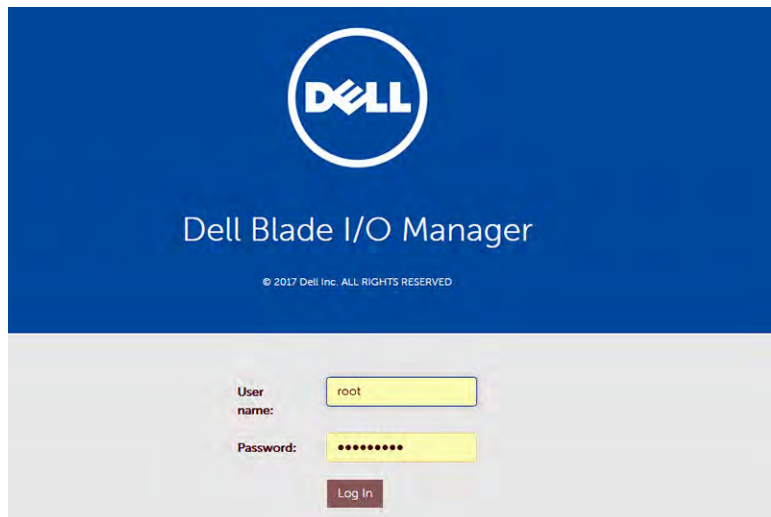 DELL
Dell Blade I/O Manager
© 2017 Dell Inc. ALL RIGHTS RESERVED
User name:
root
Password:
•••••••••
Log In